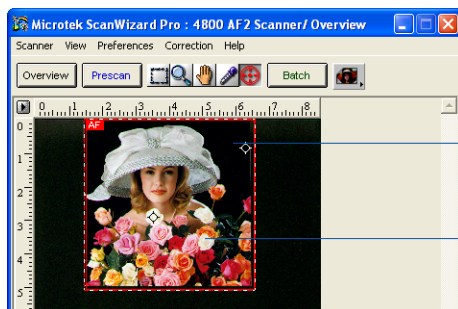 Microtek ScanWizard Pro : 4800 AF2 Scanner/ Overview
Scanner View Preferences Correction Help
Overview Prescan Batch
0 1 2 3 4 5 6 7 8
0
AF
1
2
3
4
5